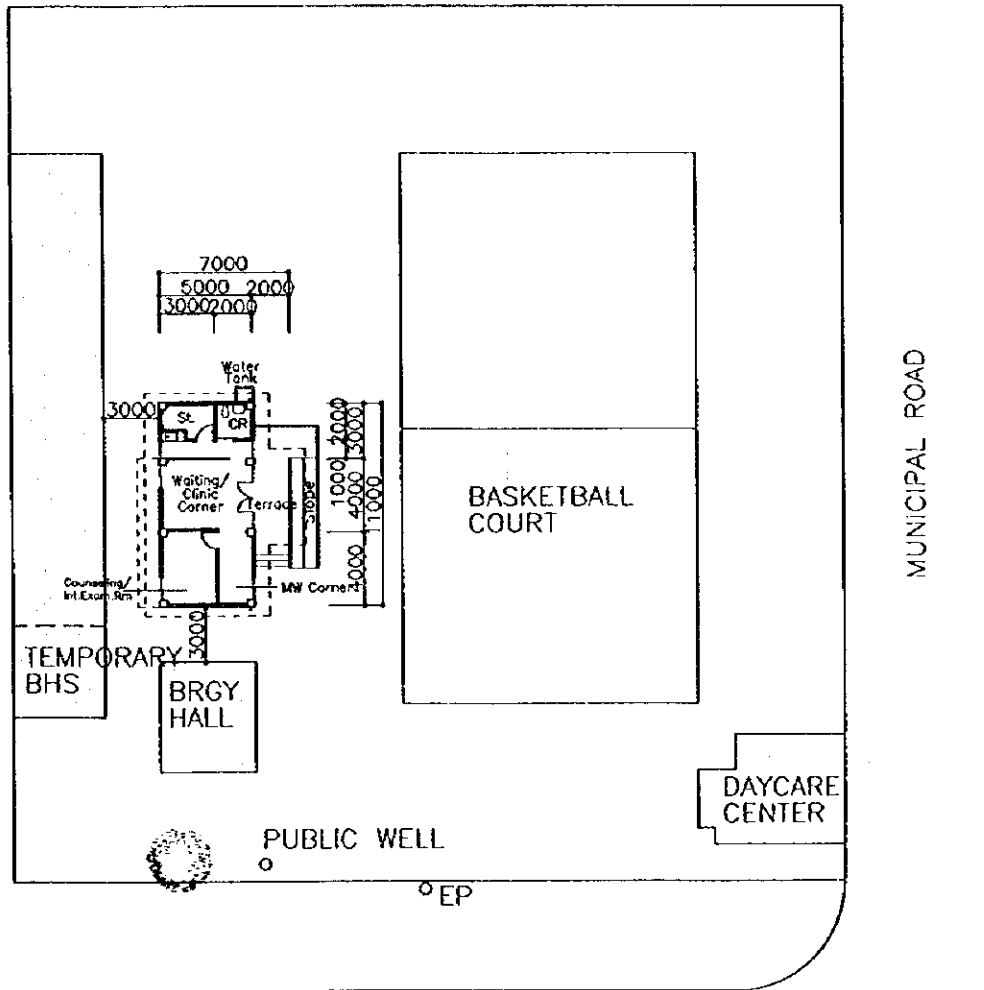 7000
5000 2000
3000 2000
Water
Tank
3000
St.
CR
2000
3000
Waiting/
Clinic
Corner
Terrace
Slope
1000
4000
11000
4000
Counseling/
Int.Exam.Rm
MW Corner
3000
TEMPORARY
BHS
BRGY
HALL
BASKETBALL
COURT
MUNICIPAL ROAD
DAYCARE
CENTER
PUBLIC WELL
EP